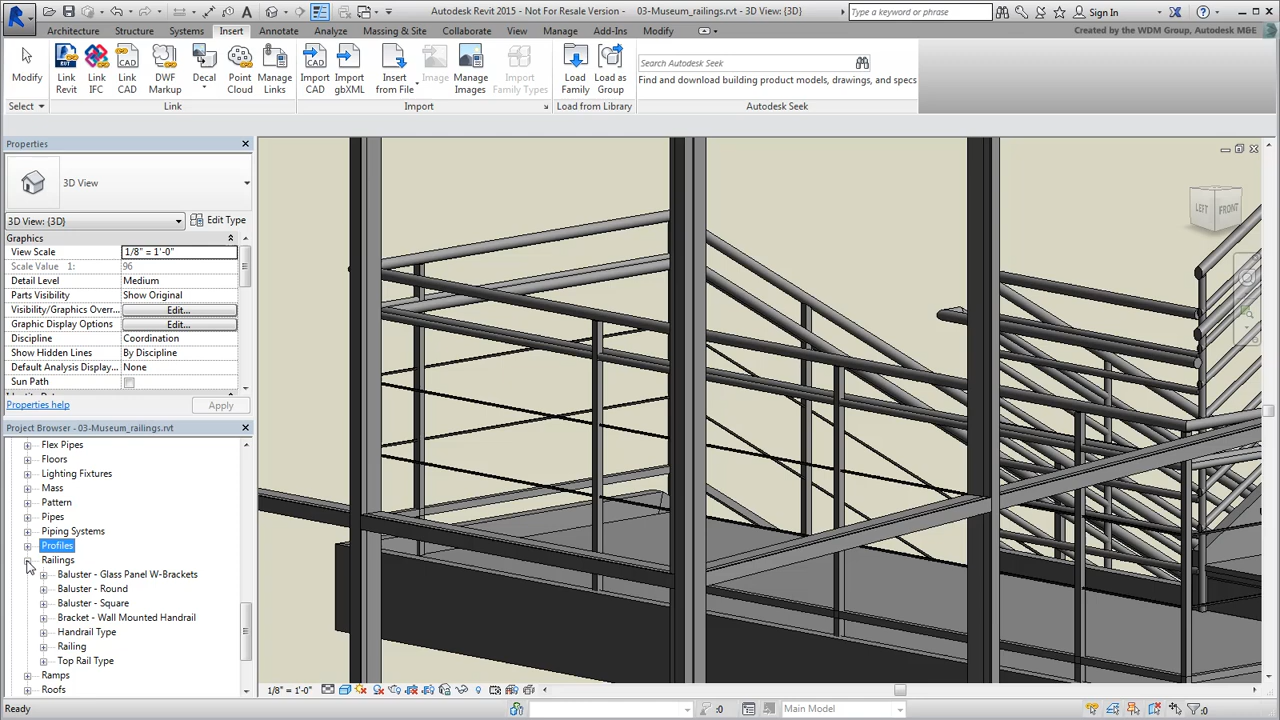 Autodesk Revit 2015 - Not For Resale Version - 03-Museum_railings.rvt - 3D View: {3D}
Type a keyword or phrase
Sign In
Architecture Structure Systems Insert Annotate Analyze Massing & Site Collaborate View Manage Add-Ins Modify
Created by the WDM Group, Autodesk M&E
Modify
Link Revit
Link IFC
Link CAD
DWF Markup
Decal
Point Cloud
Manage Links
Import CAD
Import gbXML
Insert from File
Image
Manage Images
Import Family Types
Load Family
Load as Group
Search Autodesk Seek
Find and download building product models, drawings, and specs
Select Link Import Load from Library Autodesk Seek
Properties
3D View
3D View: {3D}
Edit Type
Graphics
View Scale 1/8" = 1'-0"
Scale Value 1: 96
Detail Level Medium
Parts Visibility Show Original
Visibility/Graphics Overr... Edit...
Graphic Display Options Edit...
Discipline Coordination
Show Hidden Lines By Discipline
Default Analysis Display... None
Sun Path
Properties help
Apply
LEFT FRONT
Project Browser - 03-Museum_railings.rvt
Flex Pipes
Floors
Lighting Fixtures
Mass
Pattern
Pipes
Piping Systems
Profiles
Railings
Baluster - Glass Panel W-Brackets
Baluster - Round
Baluster - Square
Bracket - Wall Mounted Handrail
Handrail Type
Railing
Top Rail Type
Ramps
Roofs
1/8" = 1'-0"
Ready
:0
Main Model
:0